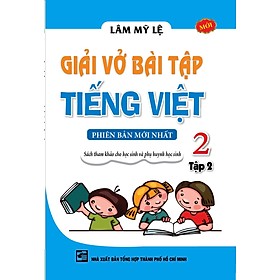 LÂM MỸ LỆ
MỚI
GIẢI VỞ BÀI TẬP
TIẾNG VIỆT
PHIÊN BẢN MỚI NHẤT
2
Sách tham khảo cho học sinh và phụ huynh học sinh
Tập 2
NHÀ XUẤT BẢN TỔNG HỢP THÀNH PHỐ HỒ CHÍ MINH